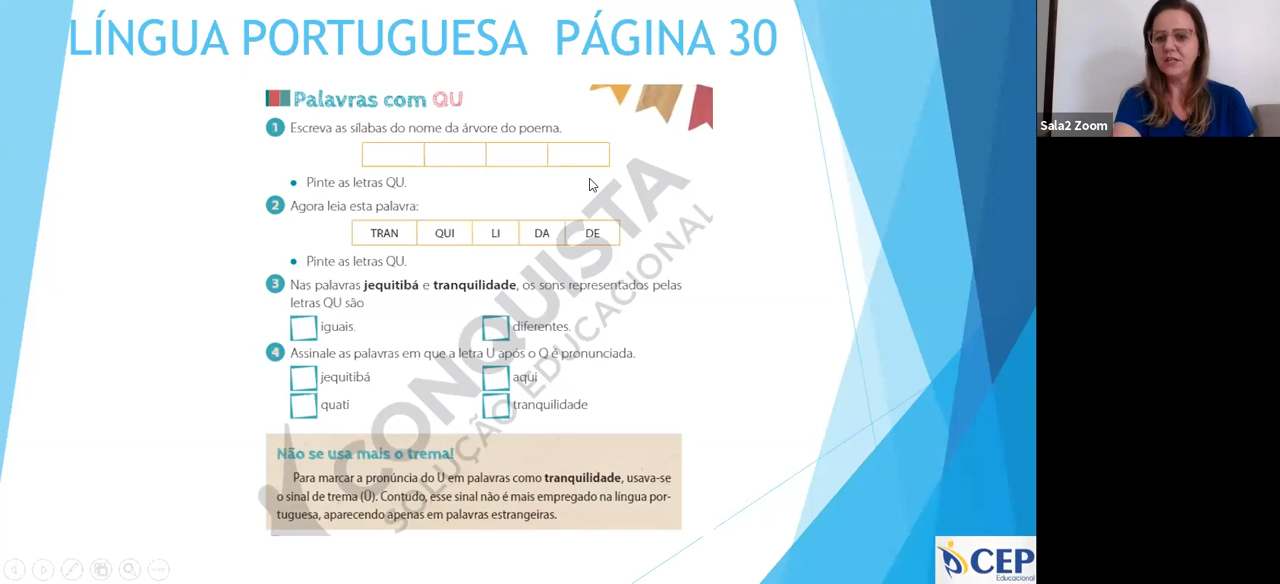 LÍNGUA PORTUGUESA PÁGINA 30
Sala2 Zoom
Palavras com QU
1 Escreva as sílabas do nome da árvore do poema.
• Pinte as letras QU.
2 Agora leia esta palavra:
TRAN QUI LI DA DE
• Pinte as letras QU.
3 Nas palavras jequitibá e tranquilidade, os sons representados pelas
letras QU são
iguais. diferentes.
4 Assinale as palavras em que a letra U após o Q é pronunciada.
jequitibá aqui
quati tranquilidade
Não se usa mais o trema!
Para marcar a pronúncia do U em palavras como tranquilidade, usava-se
o sinal de trema (Ü). Contudo, esse sinal não é mais empregado na língua por-
tuguesa, aparecendo apenas em palavras estrangeiras.
CONQUISTA
SOLUÇÃO EDUCACIONAL
CEP
Educacional